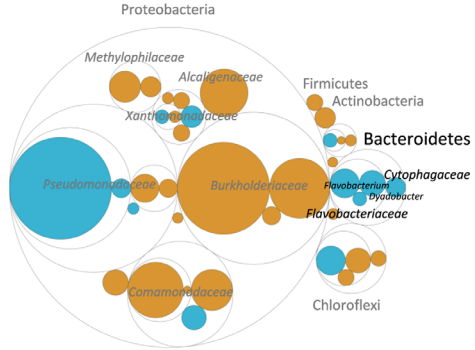 Proteobacteria
Methylophilaceae
Alcaligenaceae
Firmicutes
Actinobacteria
Xanthomonadaceae
Bacteroidetes
Cytophagaceae
Pseudomonadaceae
Burkholderiaceae
Flavobacterium
Dyadobacter
Flavobacteriaceae
Comamonadaceae
Chloroflexi